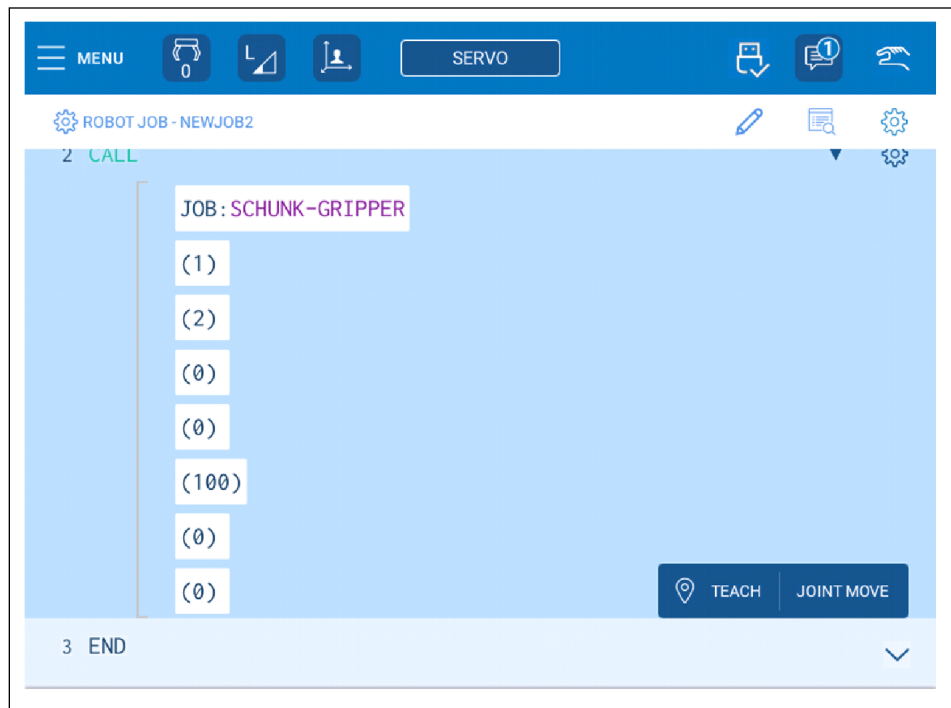 MENU 0 L SERVO 1
ROBOT JOB - NEWJOB2
2 CALL
JOB:SCHUNK-GRIPPER
(1)
(2)
(0)
(0)
(100)
(0)
(0)
TEACH JOINT MOVE
3 END